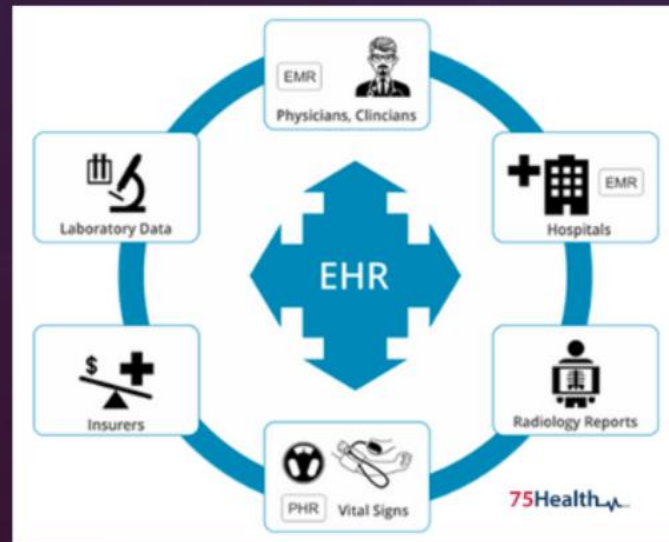 EMR
Physicians, Clincians
Laboratory Data
EMR
Hospitals
EHR
$
Insurers
Radiology Reports
PHR Vital Signs
75Health